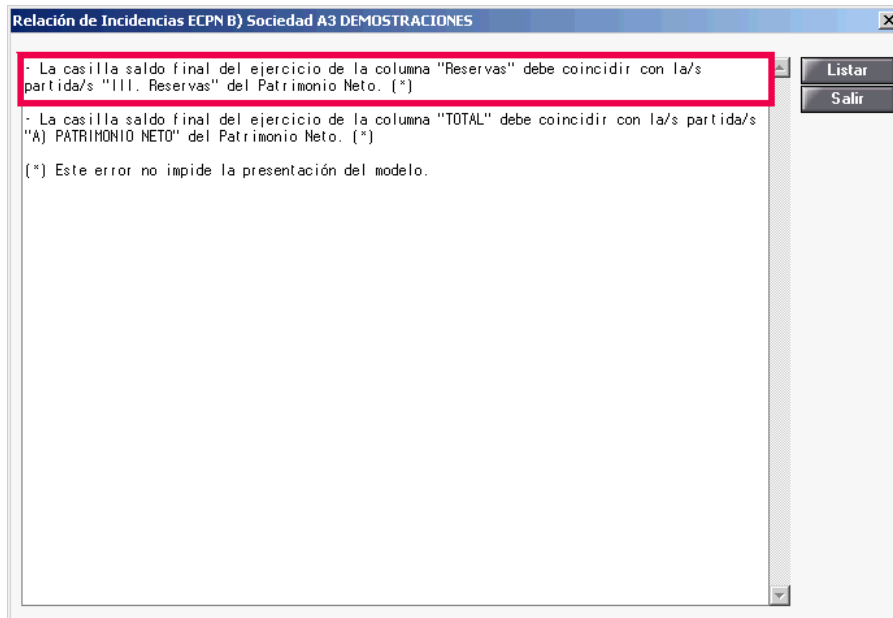 Relación de Incidencias ECPN B) Sociedad A3 DEMOSTRACIONES
- La casilla saldo final del ejercicio de la columna "Reservas" debe coincidir con la/s
partida/s "III. Reservas" del Patrimonio Neto. (*)
- La casilla saldo final del ejercicio de la columna "TOTAL" debe coincidir con la/s partida/s
"A) PATRIMONIO NETO" del Patrimonio Neto. (*)
(*) Este error no impide la presentación del modelo.
Listar
Salir